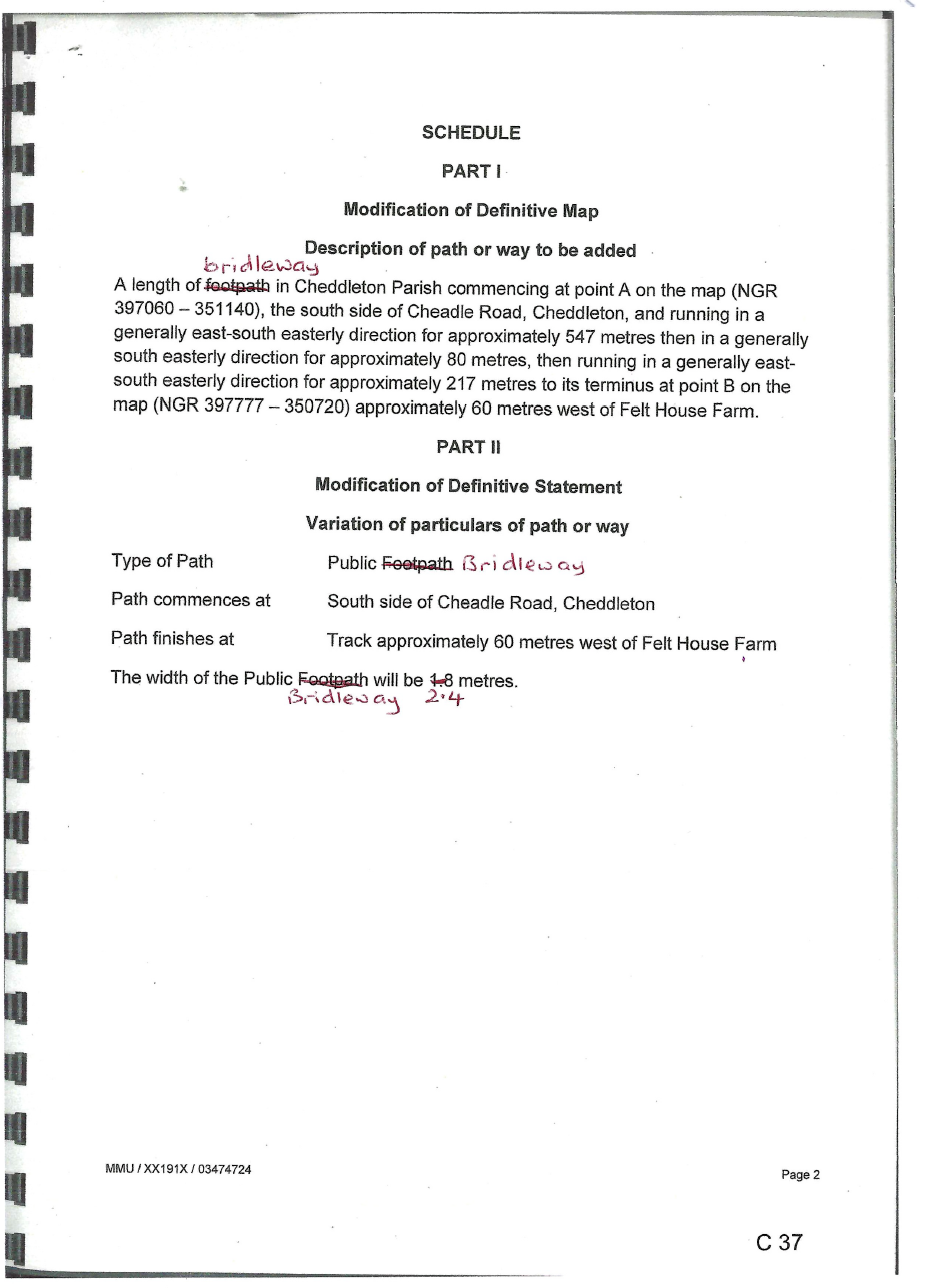 SCHEDULE
PART I
Modification of Definitive Map
Description of path or way to be added
bridleway
A length of footpath in Cheddleton Parish commencing at point A on the map (NGR
397060 – 351140), the south side of Cheadle Road, Cheddleton, and running in a
generally east-south easterly direction for approximately 547 metres then in a generally
south easterly direction for approximately 80 metres, then running in a generally east-
south easterly direction for approximately 217 metres to its terminus at point B on the
map (NGR 397777 – 350720) approximately 60 metres west of Felt House Farm.
PART II
Modification of Definitive Statement
Variation of particulars of path or way
Type of Path Public Footpath Bridleway
Path commences at South side of Cheadle Road, Cheddleton
Path finishes at Track approximately 60 metres west of Felt House Farm
The width of the Public Footpath will be 1.8 metres.
Bridleway 2.4
MMU / XX191X / 03474724
Page 2
C 37